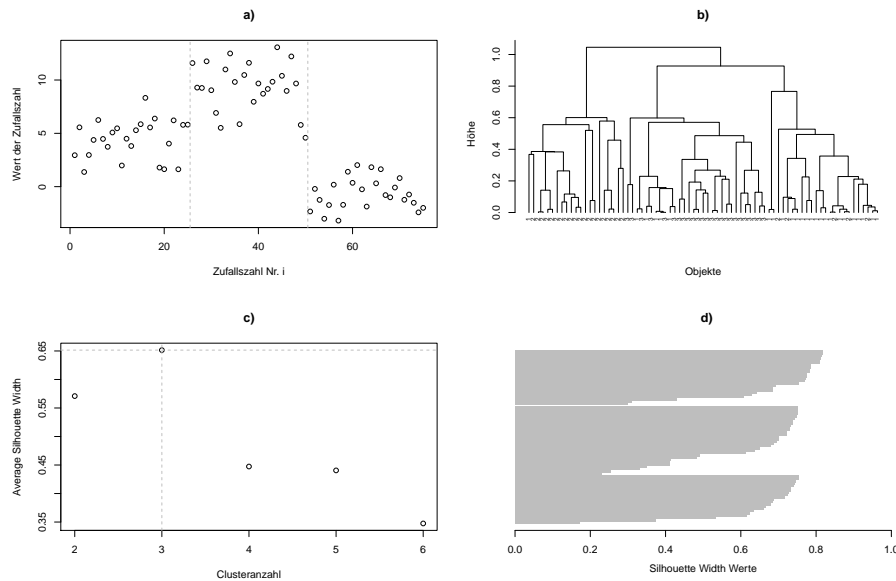 a)
Wert der Zufallszahl
0
5
10
0
20
40
60
Zufallszahl Nr. i
b)
Höhe
0.0
0.2
0.4
0.6
0.8
1.0
Objekte
c)
Average Silhouette Width
0.35
0.45
0.55
0.65
2
3
4
5
6
Clusteranzahl
d)
0.0
0.2
0.4
0.6
0.8
1.0
Silhouette Width Werte